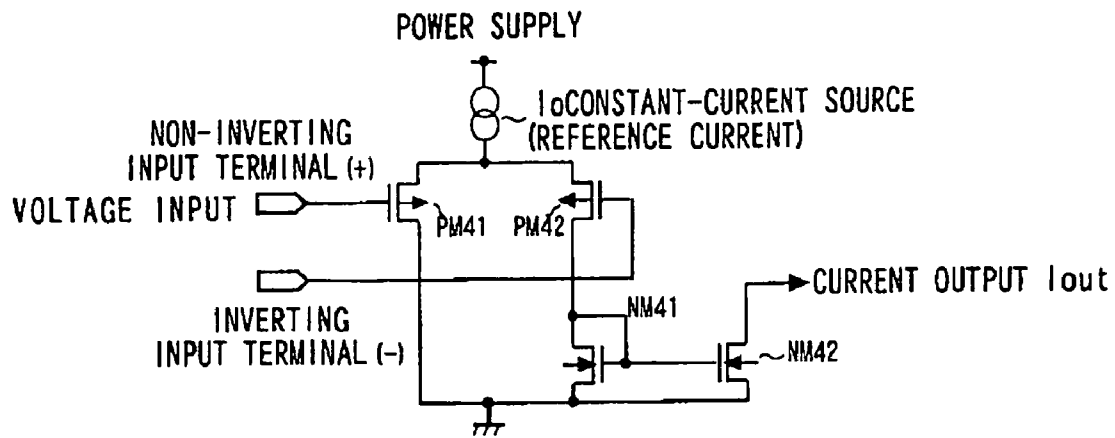 POWER SUPPLY
IoCONSTANT-CURRENT SOURCE
(REFERENCE CURRENT)
NON-INVERTING
INPUT TERMINAL (+)
VOLTAGE INPUT
PM41
PM42
CURRENT OUTPUT Iout
NM41
INVERTING
INPUT TERMINAL (-)
NM42